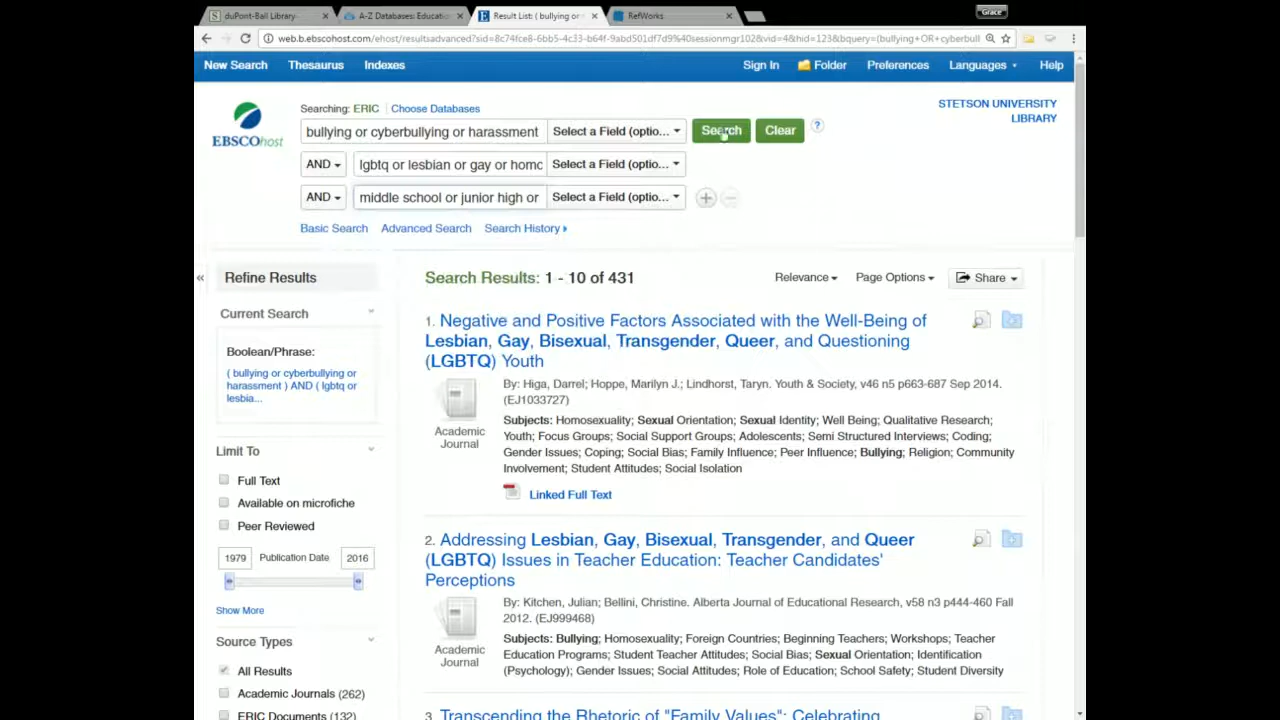 duPont-Ball Library
A-Z Databases: Educatio
Result List: ( bullying or
RefWorks
Grace
web.b.ebscohost.com/ehost/resultsadvanced?sid=8c74fce8-6bb5-4c33-b64f-9abd501df7d9%40sessionmgr102&vid=4&hid=123&bquery=(bullying+OR+cyberbull
New Search Thesaurus Indexes Sign In Folder Preferences Languages Help
Searching: ERIC Choose Databases
STETSON UNIVERSITY
LIBRARY
EBSCOhost
bullying or cyberbullying or harassment Select a Field (optio... Search Clear ?
AND lgbtq or lesbian or gay or homo Select a Field (optio...
AND middle school or junior high or Select a Field (optio...
Basic Search Advanced Search Search History
« Refine Results
Current Search
Boolean/Phrase:
( bullying or cyberbullying or
harassment ) AND ( lgbtq or
lesbia...
Limit To
Full Text
Available on microfiche
Peer Reviewed
1979 Publication Date 2016
Show More
Source Types
All Results
Academic Journals (262)
ERIC Documents (132)
Search Results: 1 - 10 of 431
Relevance Page Options Share
1. Negative and Positive Factors Associated with the Well-Being of
Lesbian, Gay, Bisexual, Transgender, Queer, and Questioning
(LGBTQ) Youth
By: Higa, Darrel; Hoppe, Marilyn J.; Lindhorst, Taryn. Youth & Society, v46 n5 p663-687 Sep 2014.
(EJ1033727)
Academic
Journal
Subjects: Homosexuality; Sexual Orientation; Sexual Identity; Well Being; Qualitative Research;
Youth; Focus Groups; Social Support Groups; Adolescents; Semi Structured Interviews; Coding;
Gender Issues; Coping; Social Bias; Family Influence; Peer Influence; Bullying; Religion; Community
Involvement; Student Attitudes; Social Isolation
Linked Full Text
2. Addressing Lesbian, Gay, Bisexual, Transgender, and Queer
(LGBTQ) Issues in Teacher Education: Teacher Candidates'
Perceptions
By: Kitchen, Julian; Bellini, Christine. Alberta Journal of Educational Research, v58 n3 p444-460 Fall
2012. (EJ999468)
Academic
Journal
Subjects: Bullying; Homosexuality; Foreign Countries; Beginning Teachers; Workshops; Teacher
Education Programs; Student Teacher Attitudes; Social Bias; Sexual Orientation; Identification
(Psychology); Gender Issues; Social Attitudes; Role of Education; School Safety; Student Diversity
3. Transcending the Rhetoric of "Family Values": Celebrating